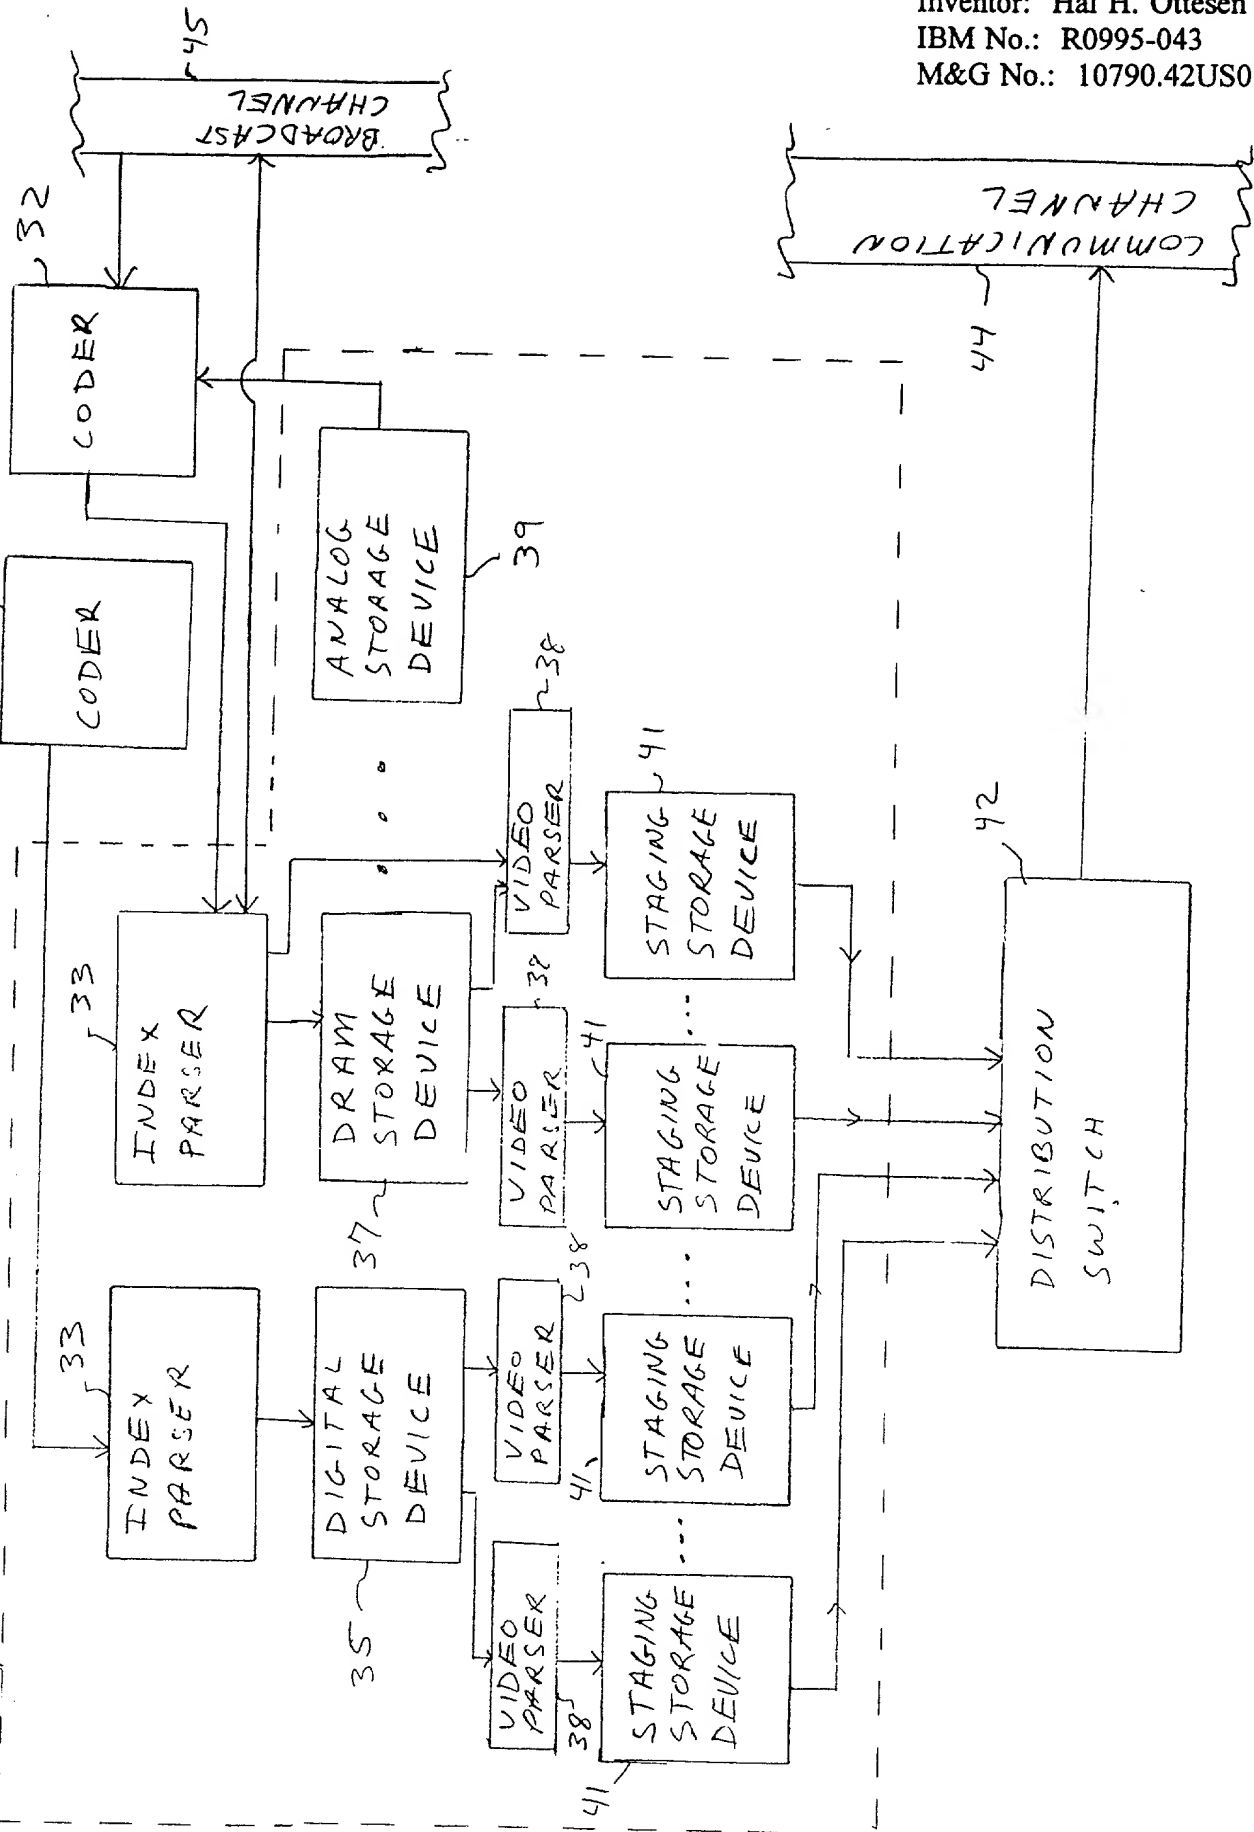 Inventor: Hal H. Ottesen
IBM No.: R0995-043
M&G No.: 10790.42US0
45
BROADCAST
CHANNEL
32
CODER
CODER
ANALOG
STORAGE
DEVICE
39
COMMUNICATION
CHANNEL
44
33
INDEX
PARSER
DRAM
STORAGE
DEVICE
37
VIDEO
PARSER
38
VIDEO
PARSER
38
STAGING
STORAGE
DEVICE
41
STAGING
STORAGE
DEVICE
41
33
INDEX
PARSER
DIGITAL
STORAGE
DEVICE
35
VIDEO
PARSER
38
VIDEO
PARSER
38
STAGING
STORAGE
DEVICE
41
STAGING
STORAGE
DEVICE
41
DISTRIBUTION
SWITCH
42